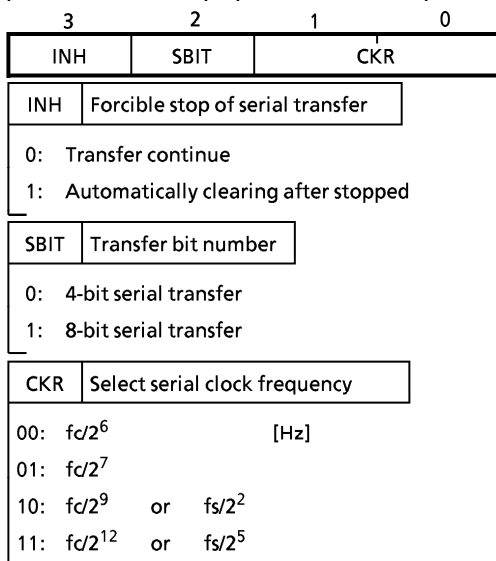 3 2 1 0
INH SBIT CKR
INH Forcible stop of serial transfer
0: Transfer continue
1: Automatically clearing after stopped
SBIT Transfer bit number
0: 4-bit serial transfer
1: 8-bit serial transfer
CKR Select serial clock frequency
00: fc/2⁶ [Hz]
01: fc/2⁷
10: fc/2⁹ or fs/2²
11: fc/2¹² or fs/2⁵